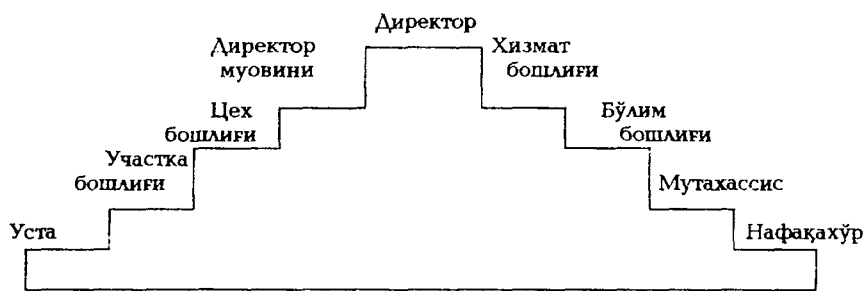 Директор
Директор
муовини
Хизмат
бошлиғи
Цех
бошлиғи
Бўлим
бошлиғи
Участка
бошлиғи
Мутахассис
Уста
Нафақахўр